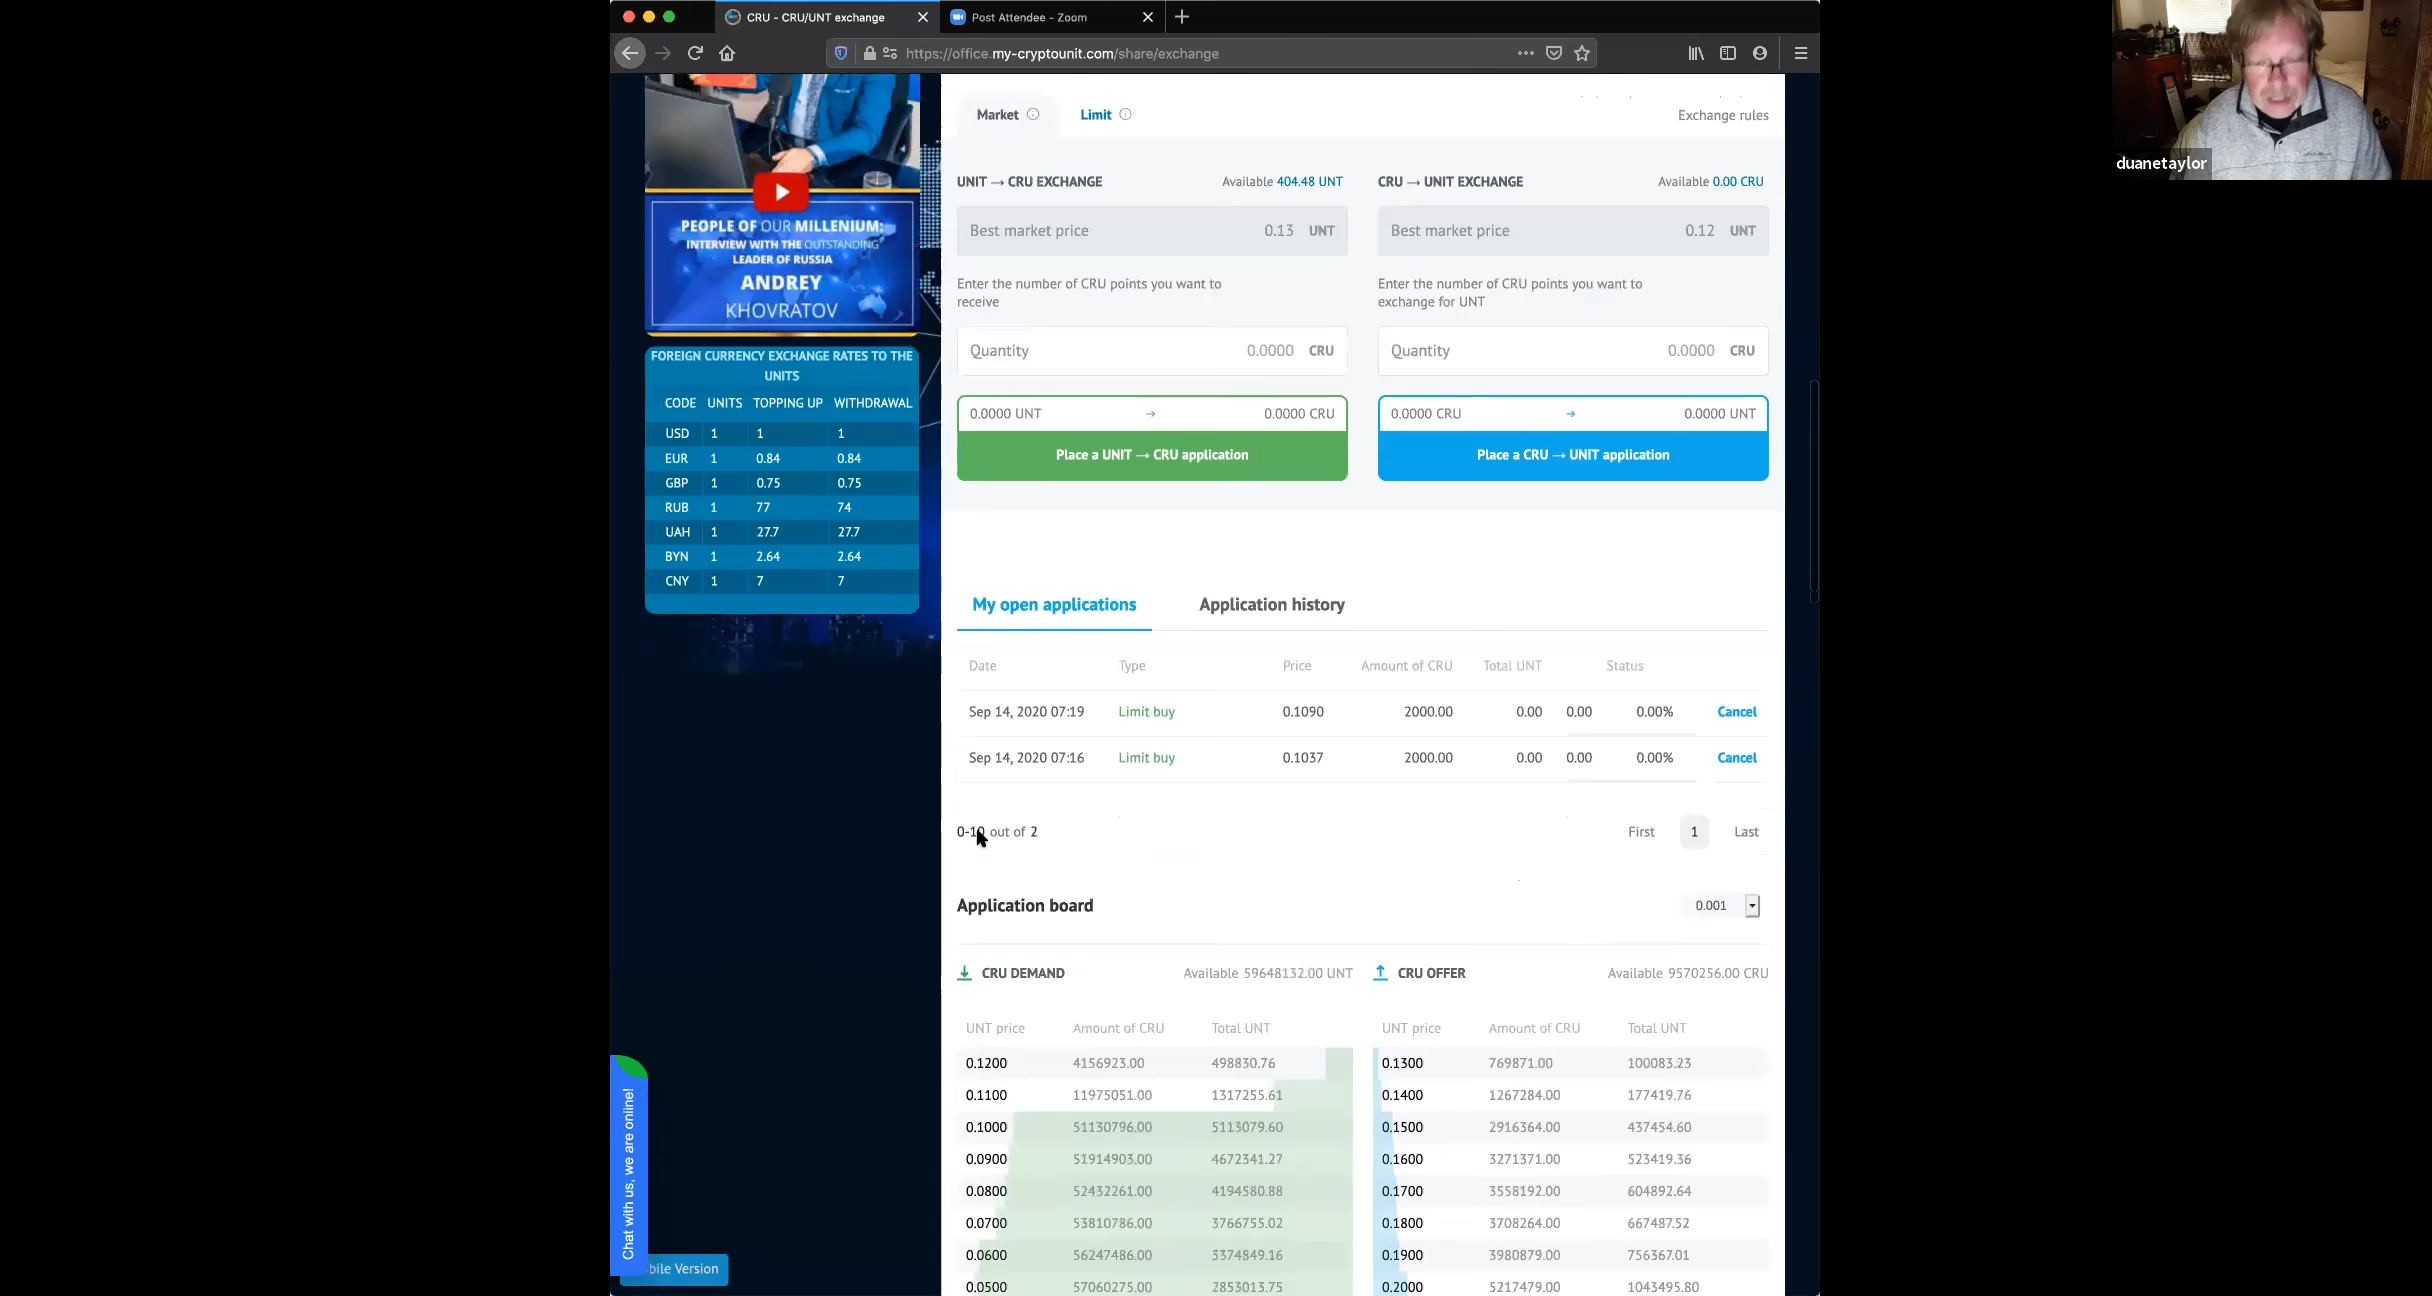 CRU - CRU/UNT exchange
Post Attendee - Zoom
https://office.my-cryptounit.com/share/exchange
duanetaylor
PEOPLE OF OUR MILLENIUM:
INTERVIEW WITH THE OUTSTANDING
LEADER OF RUSSIA
ANDREY
KHOVRATOV
FOREIGN CURRENCY EXCHANGE RATES TO THE
UNITS
CODE UNITS TOPPING UP WITHDRAWAL
USD 1 1 1
EUR 1 0.84 0.84
GBP 1 0.75 0.75
RUB 1 77 74
UAH 1 27.7 27.7
BYN 1 2.64 2.64
CNY 1 7 7
Chat with us, we are online!
bile Version
Market Limit Exchange rules
UNIT → CRU EXCHANGE Available 404.48 UNT
Best market price 0.13 UNT
Enter the number of CRU points you want to
receive
Quantity 0.0000 CRU
0.0000 UNT → 0.0000 CRU
Place a UNIT → CRU application
CRU → UNIT EXCHANGE Available 0.00 CRU
Best market price 0.12 UNT
Enter the number of CRU points you want to
exchange for UNT
Quantity 0.0000 CRU
0.0000 CRU → 0.0000 UNT
Place a CRU → UNIT application
My open applications Application history
Date Type Price Amount of CRU Total UNT Status
Sep 14, 2020 07:19 Limit buy 0.1090 2000.00 0.00 0.00 0.00% Cancel
Sep 14, 2020 07:16 Limit buy 0.1037 2000.00 0.00 0.00 0.00% Cancel
0-10 out of 2 First 1 Last
Application board 0.001
CRU DEMAND Available 59648132.00 UNT
UNT price Amount of CRU Total UNT
0.1200 4156923.00 498830.76
0.1100 11975051.00 1317255.61
0.1000 51130796.00 5113079.60
0.0900 51914903.00 4672341.27
0.0800 52432261.00 4194580.88
0.0700 53810786.00 3766755.02
0.0600 56247486.00 3374849.16
0.0500 57060275.00 2853013.75
CRU OFFER Available 9570256.00 CRU
UNT price Amount of CRU Total UNT
0.1300 769871.00 100083.23
0.1400 1267284.00 177419.76
0.1500 2916364.00 437454.60
0.1600 3271371.00 523419.36
0.1700 3558192.00 604892.64
0.1800 3708264.00 667487.52
0.1900 3980879.00 756367.01
0.2000 5217479.00 1043495.80